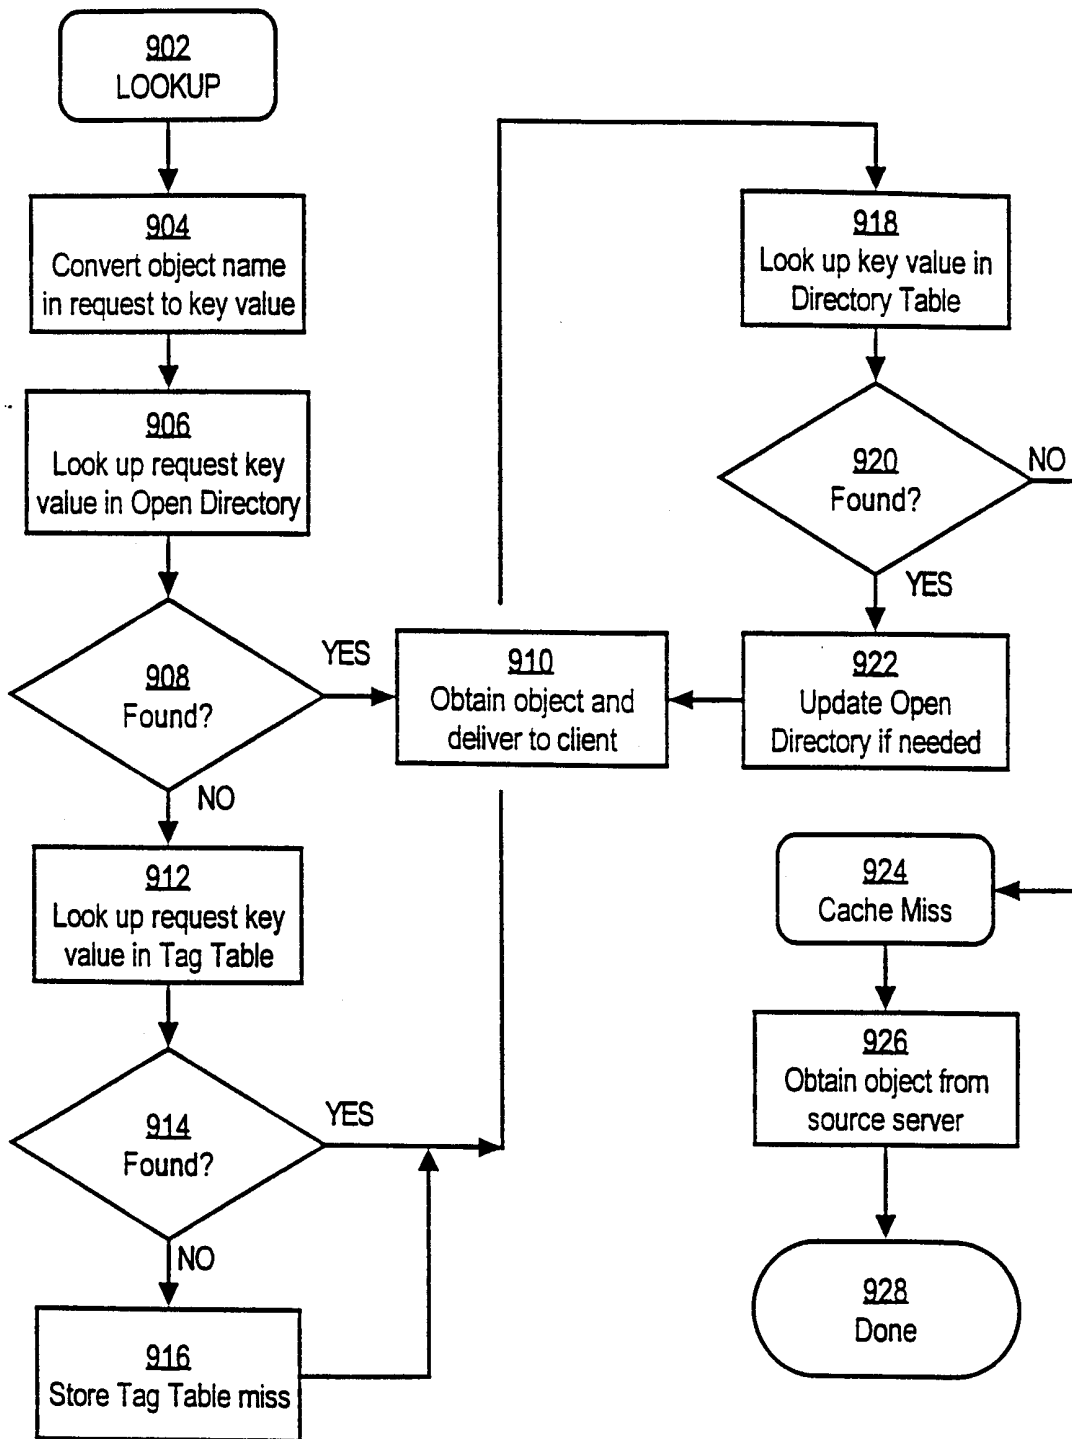 902
LOOKUP
904
Convert object name
in request to key value
906
Look up request key
value in Open Directory
908
Found?
YES
NO
910
Obtain object and
deliver to client
912
Look up request key
value in Tag Table
914
Found?
YES
NO
916
Store Tag Table miss
918
Look up key value in
Directory Table
920
Found?
NO
YES
922
Update Open
Directory if needed
924
Cache Miss
926
Obtain object from
source server
928
Done